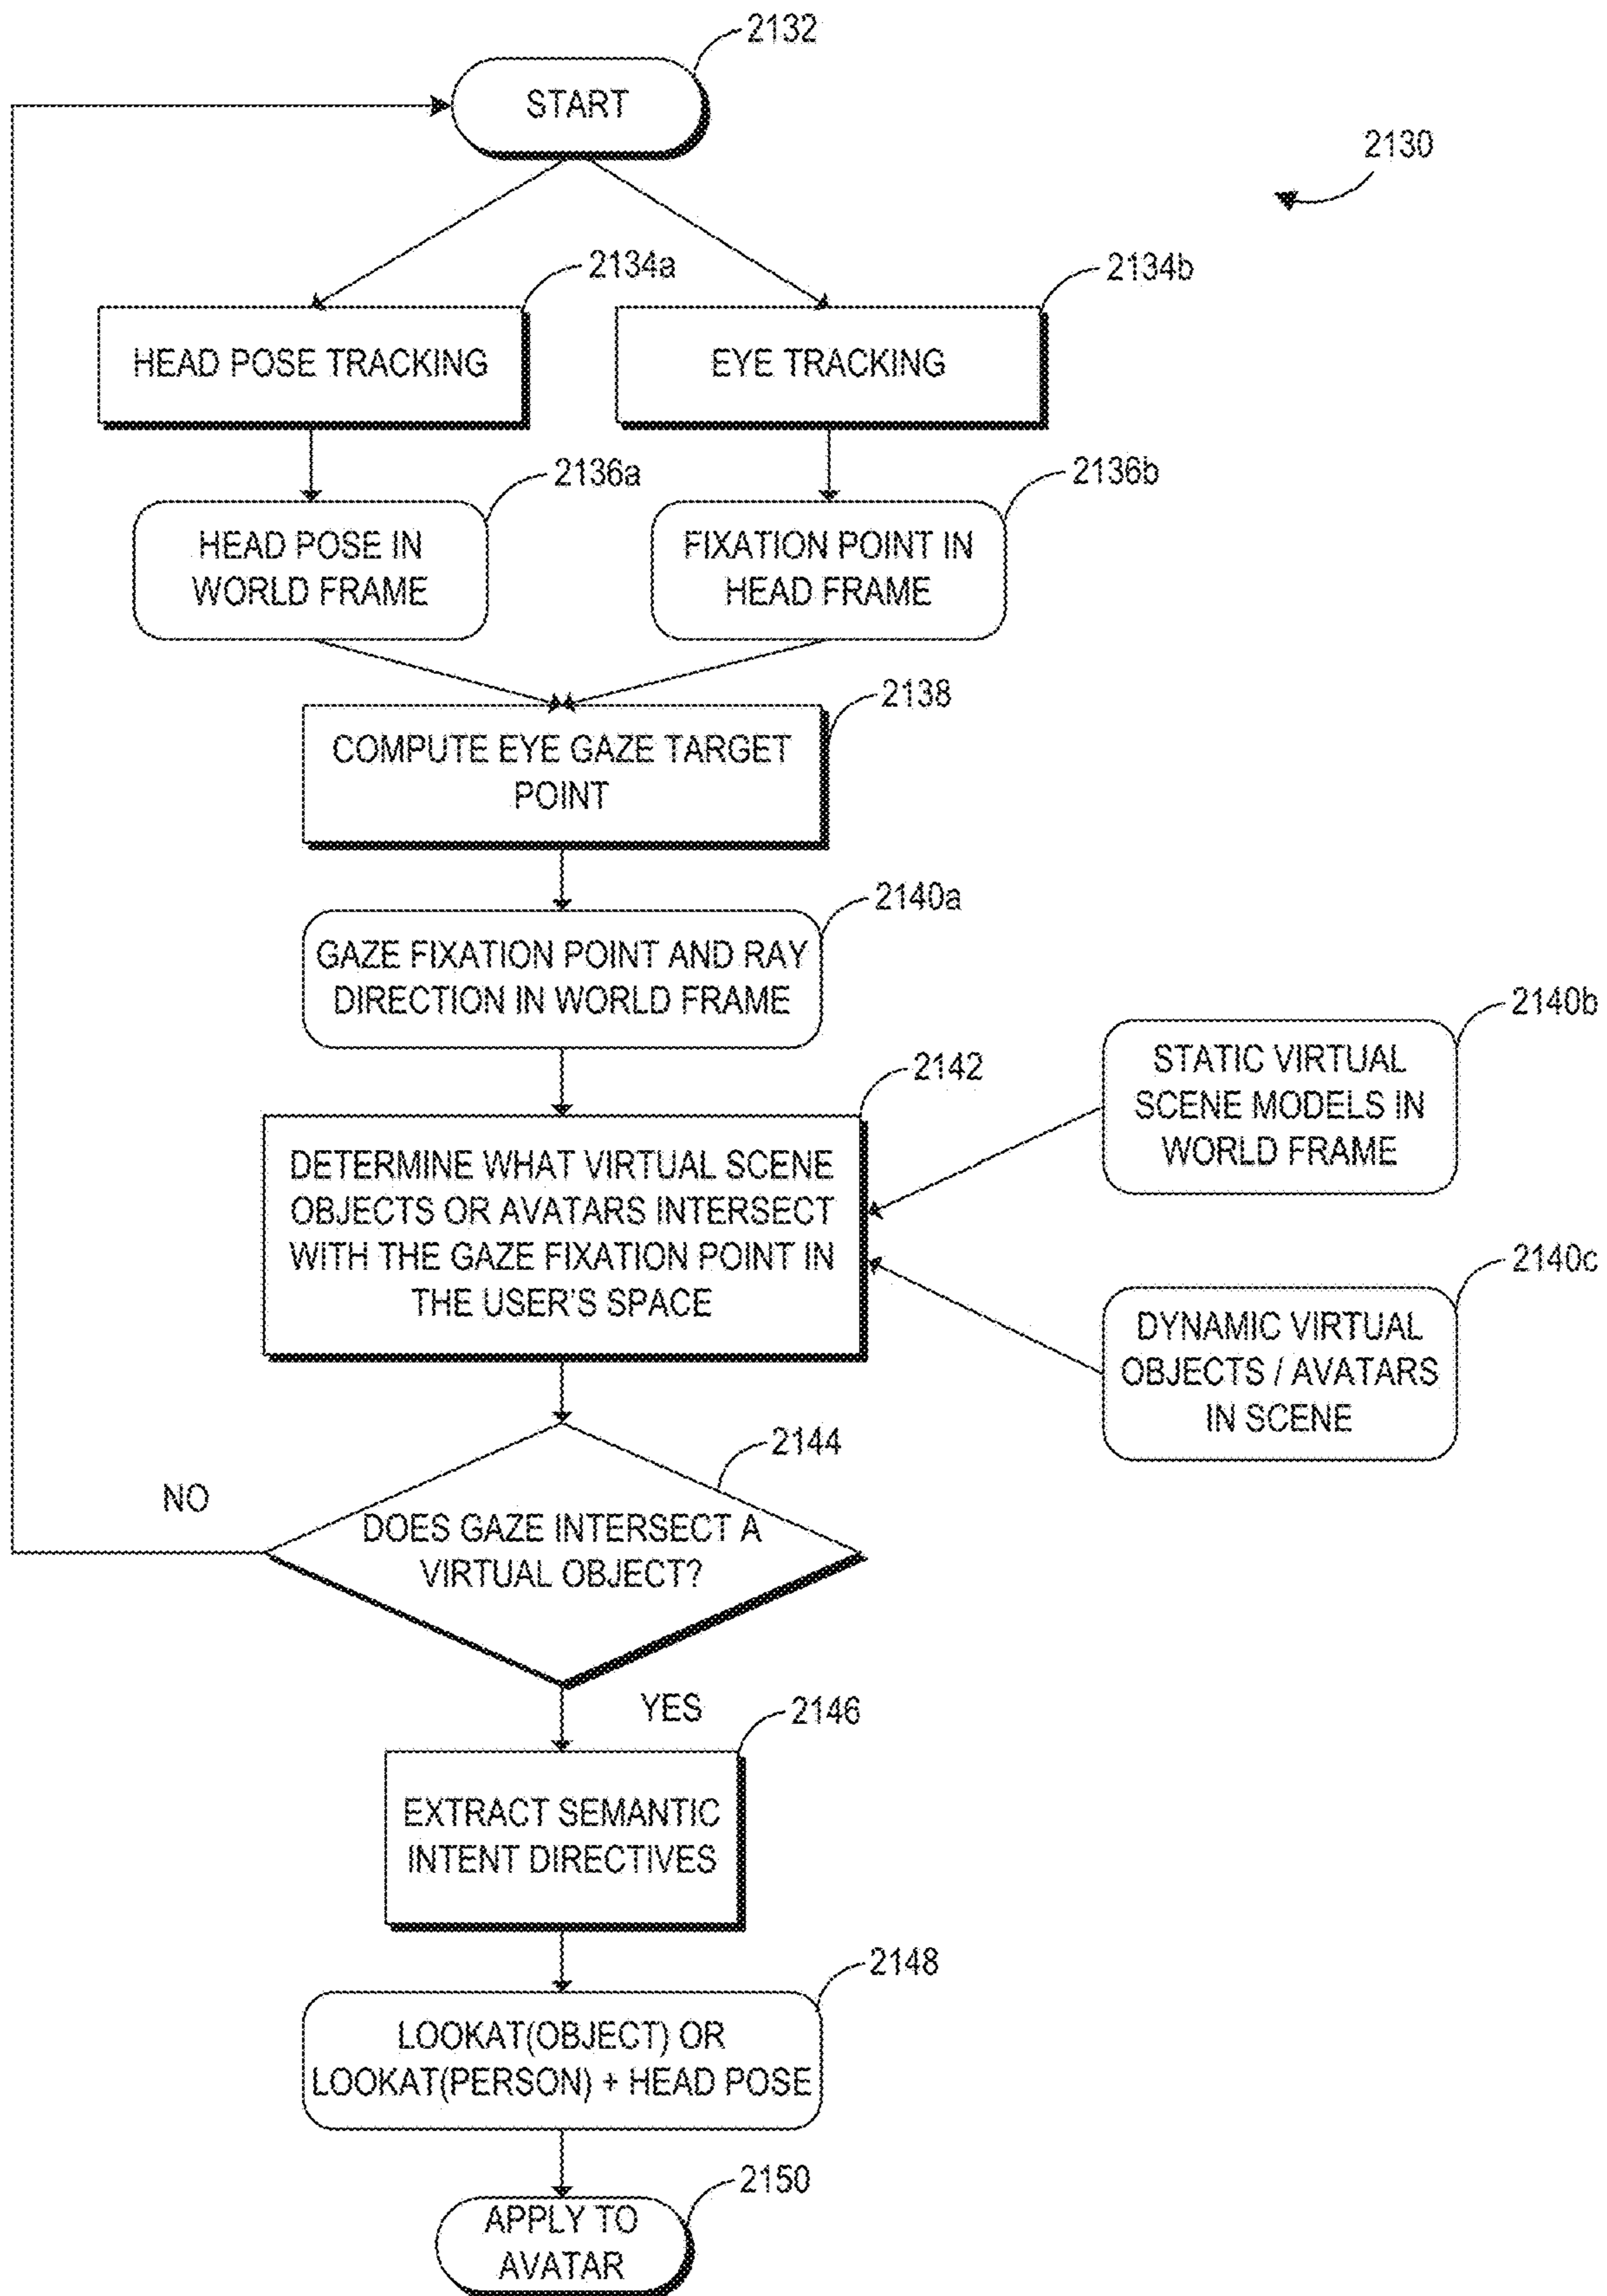 2132
START
2130
2134a
2134b
HEAD POSE TRACKING
EYE TRACKING
2136a
2136b
HEAD POSE IN
WORLD FRAME
FIXATION POINT IN
HEAD FRAME
2138
COMPUTE EYE GAZE TARGET
POINT
2140a
GAZE FIXATION POINT AND RAY
DIRECTION IN WORLD FRAME
2140b
STATIC VIRTUAL
SCENE MODELS IN
WORLD FRAME
2142
DETERMINE WHAT VIRTUAL SCENE
OBJECTS OR AVATARS INTERSECT
WITH THE GAZE FIXATION POINT IN
THE USER'S SPACE
2140c
DYNAMIC VIRTUAL
OBJECTS / AVATARS
IN SCENE
2144
NO
DOES GAZE INTERSECT A
VIRTUAL OBJECT?
YES
2146
EXTRACT SEMANTIC
INTENT DIRECTIVES
2148
LOOKAT(OBJECT) OR
LOOKAT(PERSON) + HEAD POSE
2150
APPLY TO
AVATAR